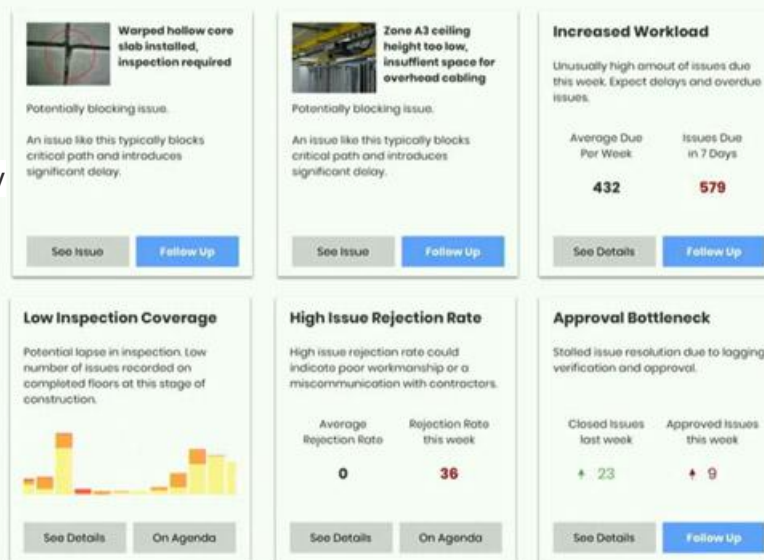 Warped hollow core
slab installed,
inspection required
Potentially blocking issue.
An issue like this typically blocks
critical path and introduces
significant delay.
See Issue
Follow Up
Zone A3 ceiling
height too low,
insuffient space for
overhead cabling
Potentially blocking issue.
An issue like this typically blocks
critical path and introduces
significant delay.
See Issue
Follow Up
Increased Workload
Unusually high amout of issues due
this week. Expect delays and overdue
issues.
Average Due
Per Week
Issues Due
in 7 Days
432
579
See Details
Follow Up
Low Inspection Coverage
Potential lapse in inspection. Low
number of issues recorded on
completed floors at this stage of
construction.
See Details
On Agenda
High Issue Rejection Rate
High issue rejection rate could
indicate poor workmanship or a
miscommunication with contractors.
Average
Rejection Rate
Rejection Rate
this week
0
36
See Details
On Agenda
Approval Bottleneck
Stalled issue resolution due to lagging
verification and approval.
Closed Issues
last week
Approved Issues
this week
23
9
See Details
Follow Up